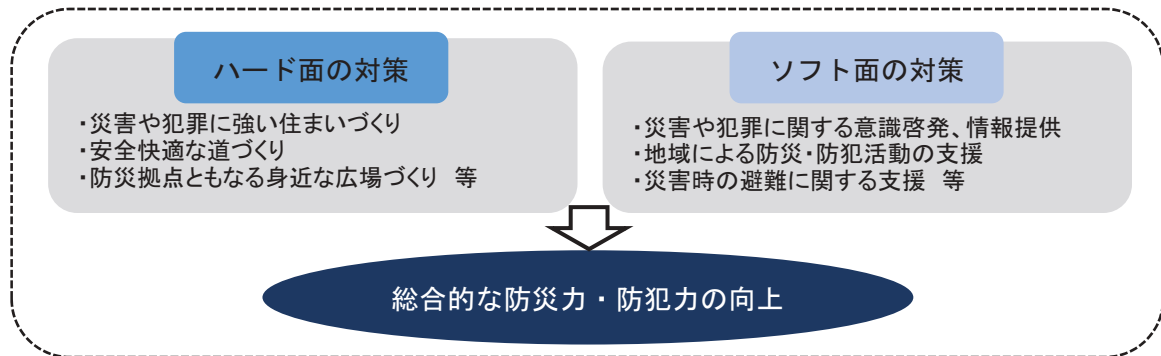 ハード面の対策
・災害や犯罪に強い住まいづくり
・安全快適な道づくり
・防災拠点ともなる身近な広場づくり 等
ソフト面の対策
・災害や犯罪に関する意識啓発、情報提供
・地域による防災・防犯活動の支援
・災害時の避難に関する支援 等
総合的な防災力・防犯力の向上